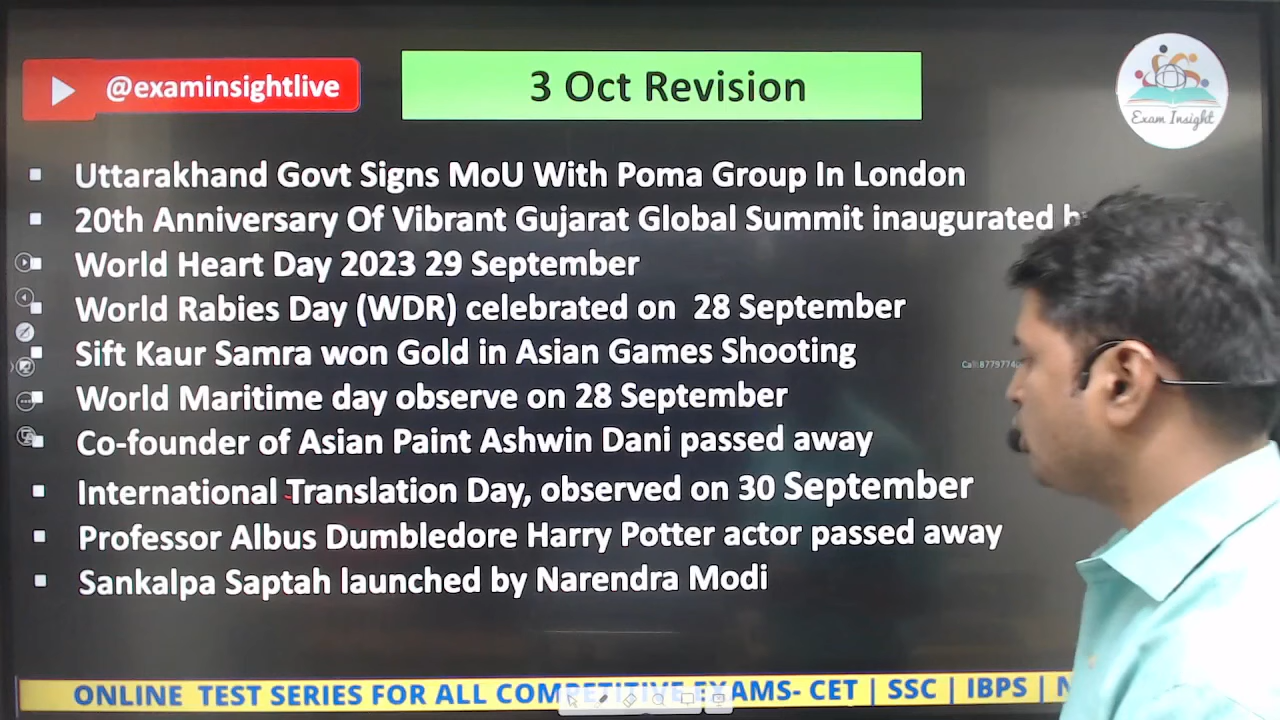 @examinsightlive
3 Oct Revision
Exam Insight
Uttarakhand Govt Signs MoU With Poma Group In London
20th Anniversary Of Vibrant Gujarat Global Summit inaugurated
World Heart Day 2023 29 September
World Rabies Day (WDR) celebrated on 28 September
Sift Kaur Samra won Gold in Asian Games Shooting
World Maritime day observe on 28 September
Co-founder of Asian Paint Ashwin Dani passed away
International Translation Day, observed on 30 September
Professor Albus Dumbledore Harry Potter actor passed away
Sankalpa Saptah launched by Narendra Modi
ONLINE TEST SERIES FOR ALL COMPETITIVE EXAMS- CET | SSC | IBPS |